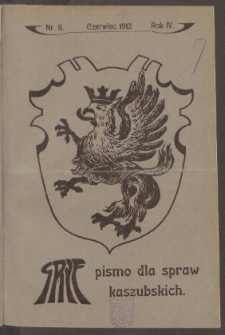 Nr. 6. Czerwiec 1912. Rok IV.
7
GRYF pismo dla spraw
kaszubskich.